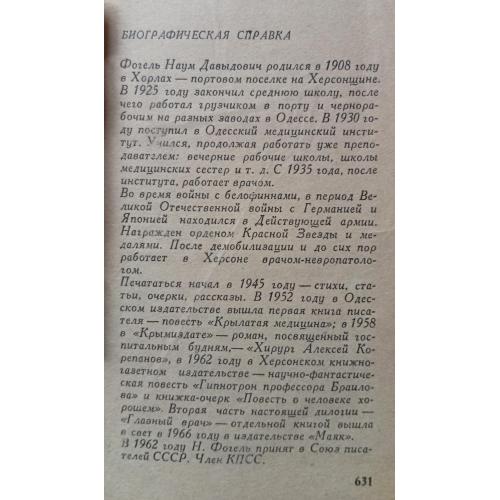 БИОГРАФИЧЕСКАЯ СПРАВКА
Фогель Наум Давыдович родился в 1908 году
в Хорлах — портовом поселке на Херсонщине.
В 1925 году закончил среднюю школу, после
чего работал грузчиком в порту и чернора-
бочим на разных заводах в Одессе. В 1930 го-
ду поступил в Одесский медицинский инсти-
тут. Учился, продолжая работать уже препо-
давателем: вечерние рабочие школы, школы
медицинских сестер и т. д. С 1935 года, после
института, работает врачом.
Во время войны с белофиннами, в период Ве-
ликой Отечественной войны с Германией и
Японией находился в Действующей армии.
Награжден орденом Красной Звезды и ме-
далями. После демобилизации и до сих пор
работает в Херсоне врачом-невропатоло-
гом.
Печататься начал в 1945 году — стихи, ста-
тьи, очерки, рассказы. В 1952 году в Одес-
ском издательстве вышла первая книга писа-
теля — повесть «Крылатая медицина»; в 1958
в «Крымиздате» — роман, посвященный гос-
питальным будням,— «Хирург Алексей Ко-
репанов», в 1962 году в Херсонском книжно-
газетном издательстве — научно-фантастиче-
ская повесть «Гипнотрон профессора Браило-
ва» и книжка-очерк «Повесть о человеке
хорошем». Вторая часть настоящей дилогии —
«Главный врач» — отдельной книгой вышла
в свет в 1966 году в издательстве «Маяк».
В 1962 году Н. Фогель принят в Союз писа-
телей СССР. Член КПСС.
631